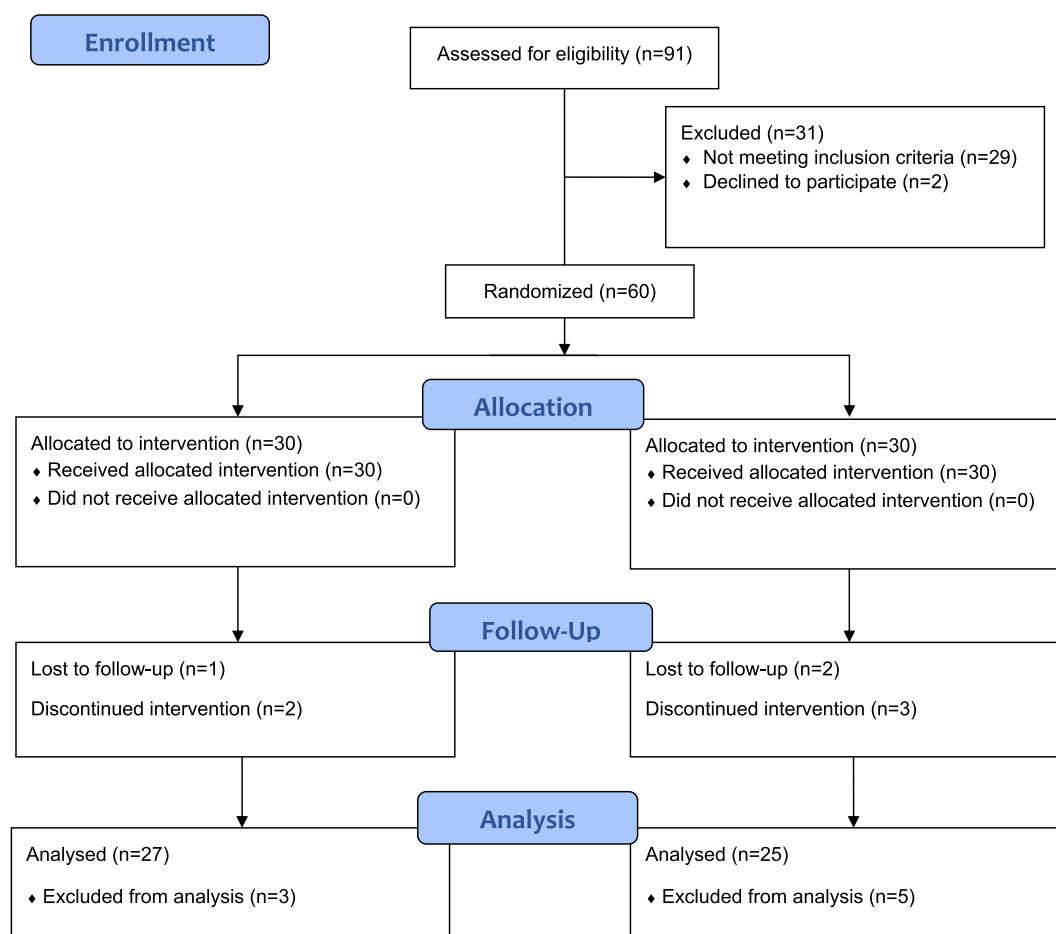 Enrollment
Assessed for eligibility (n=91)
Excluded (n=31)
♦ Not meeting inclusion criteria (n=29)
♦ Declined to participate (n=2)
Randomized (n=60)
Allocation
Allocated to intervention (n=30)
♦ Received allocated intervention (n=30)
♦ Did not receive allocated intervention (n=0)
Allocated to intervention (n=30)
♦ Received allocated intervention (n=30)
♦ Did not receive allocated intervention (n=0)
Follow-Up
Lost to follow-up (n=1)
Discontinued intervention (n=2)
Lost to follow-up (n=2)
Discontinued intervention (n=3)
Analysis
Analysed (n=27)
♦ Excluded from analysis (n=3)
Analysed (n=25)
♦ Excluded from analysis (n=5)